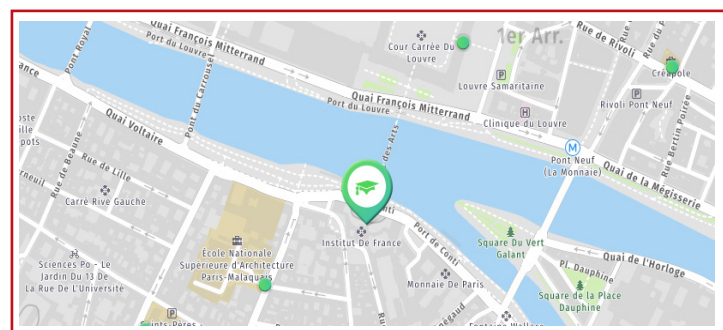 Pont Royal
Quai François Mitterrand
Port du Louvre
Cour Carrée Du
Louvre
1er Arr.
Rue de Rivoli
P
Louvre Samaritaine
Créapole
P
Rivoli Pont Neuf
Pont du Carrousel
Quai François Mitterrand
Port du Louvre
H
Clinique du Louvre
Rue Bertin Poirée
Quai Voltaire
des Arts
M
Pont Neuf
(La Monnaie)
Quai de la Mégisserie
Rue de Beaune
Rue de Lille
Carré Rive Gauche
Conti
Institut De France
Port de Conti
Square Du Vert
Galant
Quai de l'Horloge
École Nationale
Supérieure d'Architecture
Paris-Malaquais
Sciences Po - Le
Jardin Du 13 De
La Rue De L'Université
Monnaie De Paris
Pl. Dauphine
Square de la Place
Dauphine
P